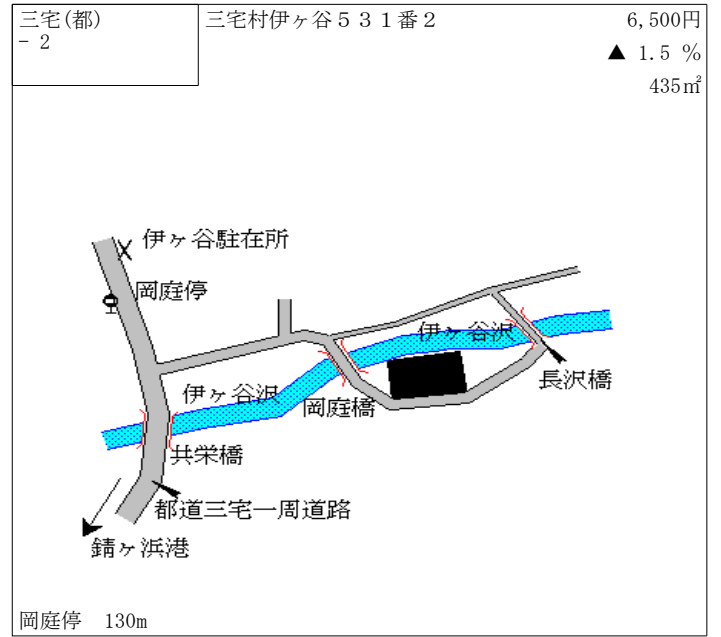 三宅(都)
－２
三宅村伊ヶ谷５３１番２
6,500円
▲ 1.5 %
435㎡
伊ヶ谷駐在所
岡庭停
伊ヶ谷沢
長沢橋
伊ヶ谷沢
岡庭橋
共栄橋
都道三宅一周道路
錆ヶ浜港
岡庭停 130m